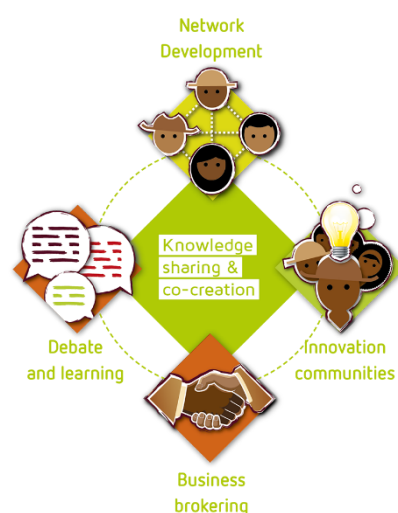 Network
Development
Knowledge
sharing &
co-creation
Debate
and learning
Innovation
communities
Business
brokering